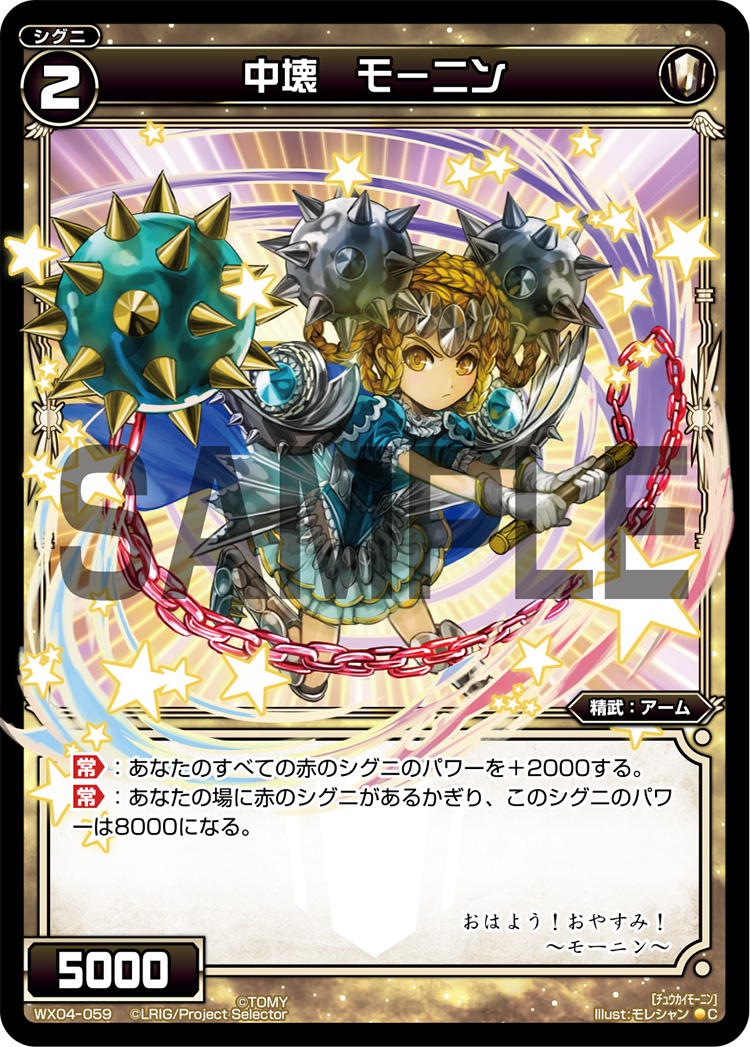 シグニ
2
中壊 モーニン
SAMPLE
精武：アーム
常：あなたのすべての赤のシグニのパワーを＋2000する。
常：あなたの場に赤のシグニがあるかぎり、このシグニのパワ
ーは8000になる。
おはよう！おやすみ！
～モーニン～
5000
[チュウカイモーニン]
WX04-059 ©LRIG/Project Selector ©TOMY
Illust:モレシャン C